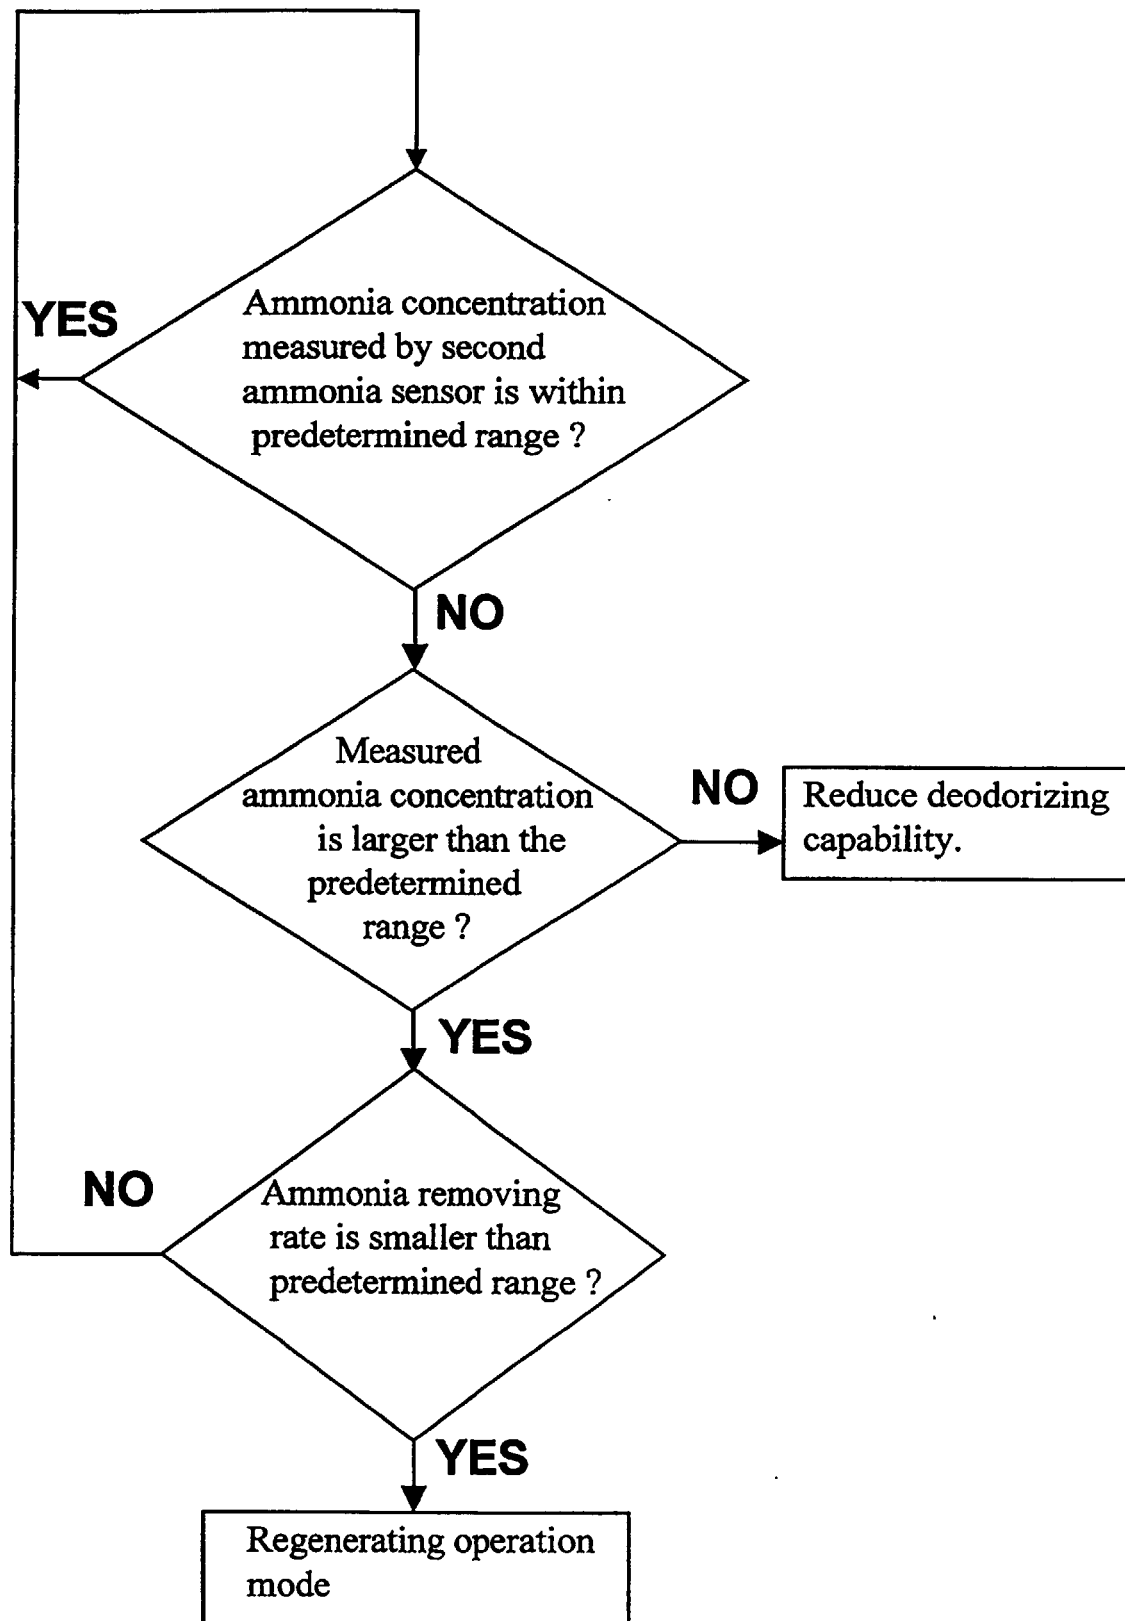 YES
Ammonia concentration
measured by second
ammonia sensor is within
predetermined range ?
NO
Measured
ammonia concentration
is larger than the
predetermined
range ?
NO
Reduce deodorizing
capability.
YES
NO
Ammonia removing
rate is smaller than
predetermined range ?
YES
Regenerating operation
mode